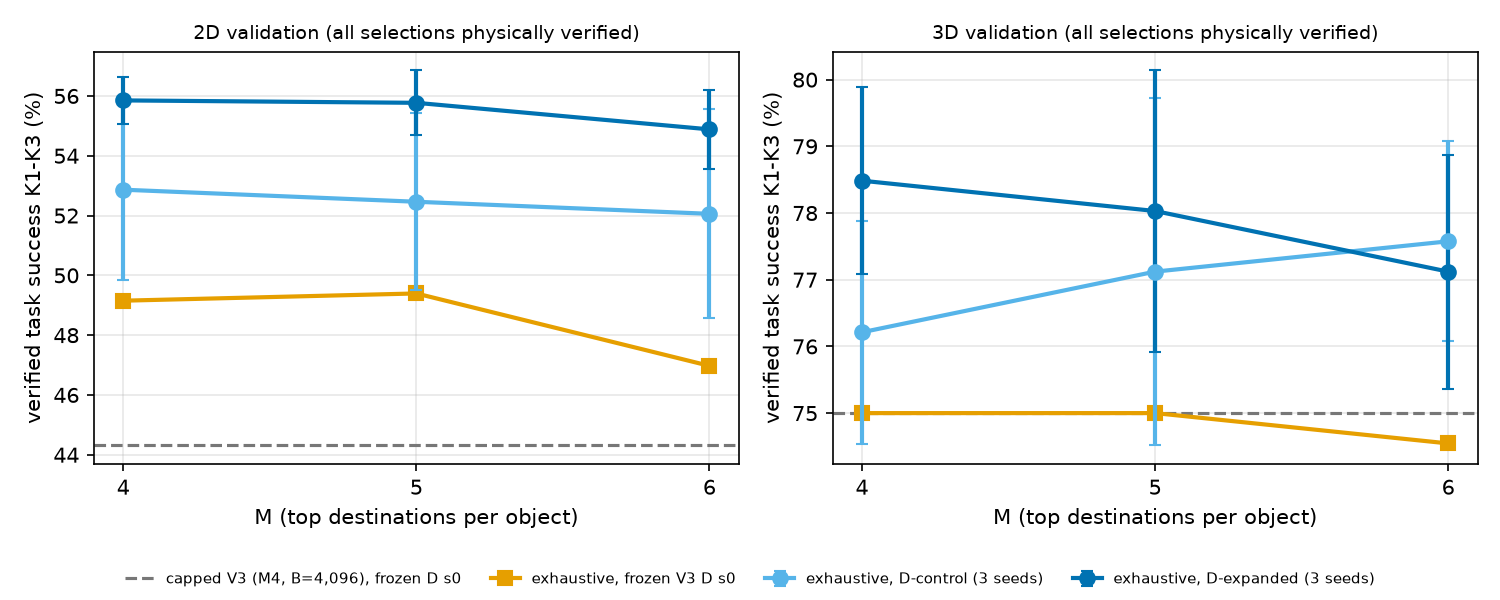 2D validation (all selections physically verified)
verified task success K1-K3 (%)
56
54
52
50
48
46
44
4
5
6
M (top destinations per object)
3D validation (all selections physically verified)
verified task success K1-K3 (%)
80
79
78
77
76
75
4
5
6
M (top destinations per object)
capped V3 (M4, B=4,096), frozen D s0
exhaustive, frozen V3 D s0
exhaustive, D-control (3 seeds)
exhaustive, D-expanded (3 seeds)